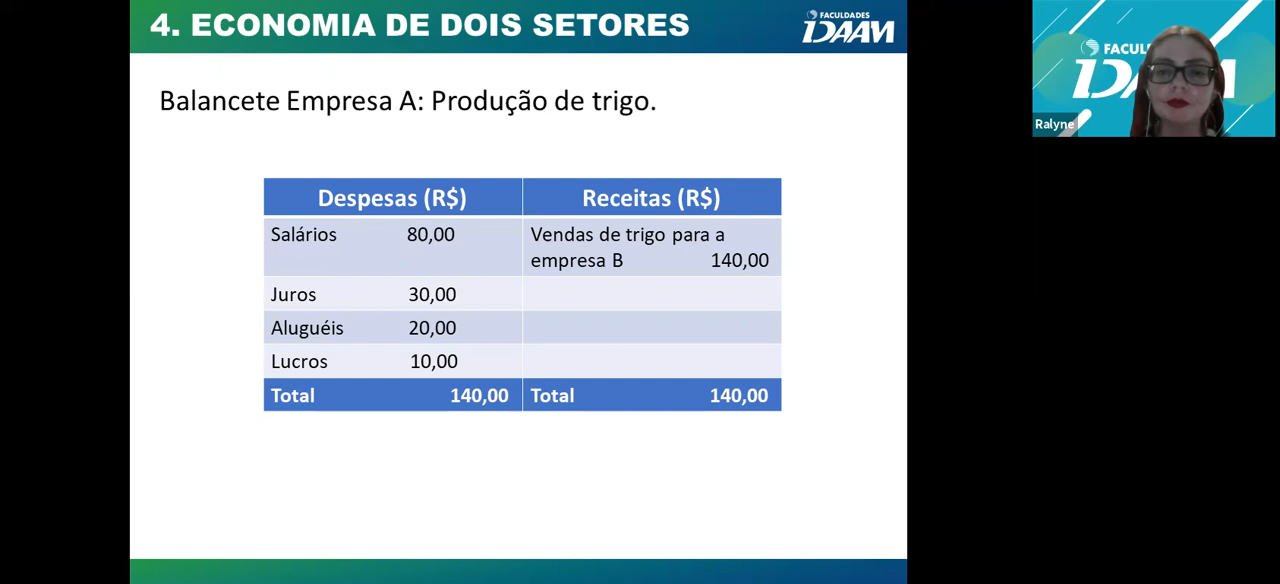 4. ECONOMIA DE DOIS SETORES
FACULDADES
IDAAM
FACUL
Ralyne
Balancete Empresa A: Produção de trigo.
Despesas (R$) Receitas (R$)
Salários 80,00 Vendas de trigo para a
empresa B 140,00
Juros 30,00
Aluguéis 20,00
Lucros 10,00
Total 140,00 Total 140,00